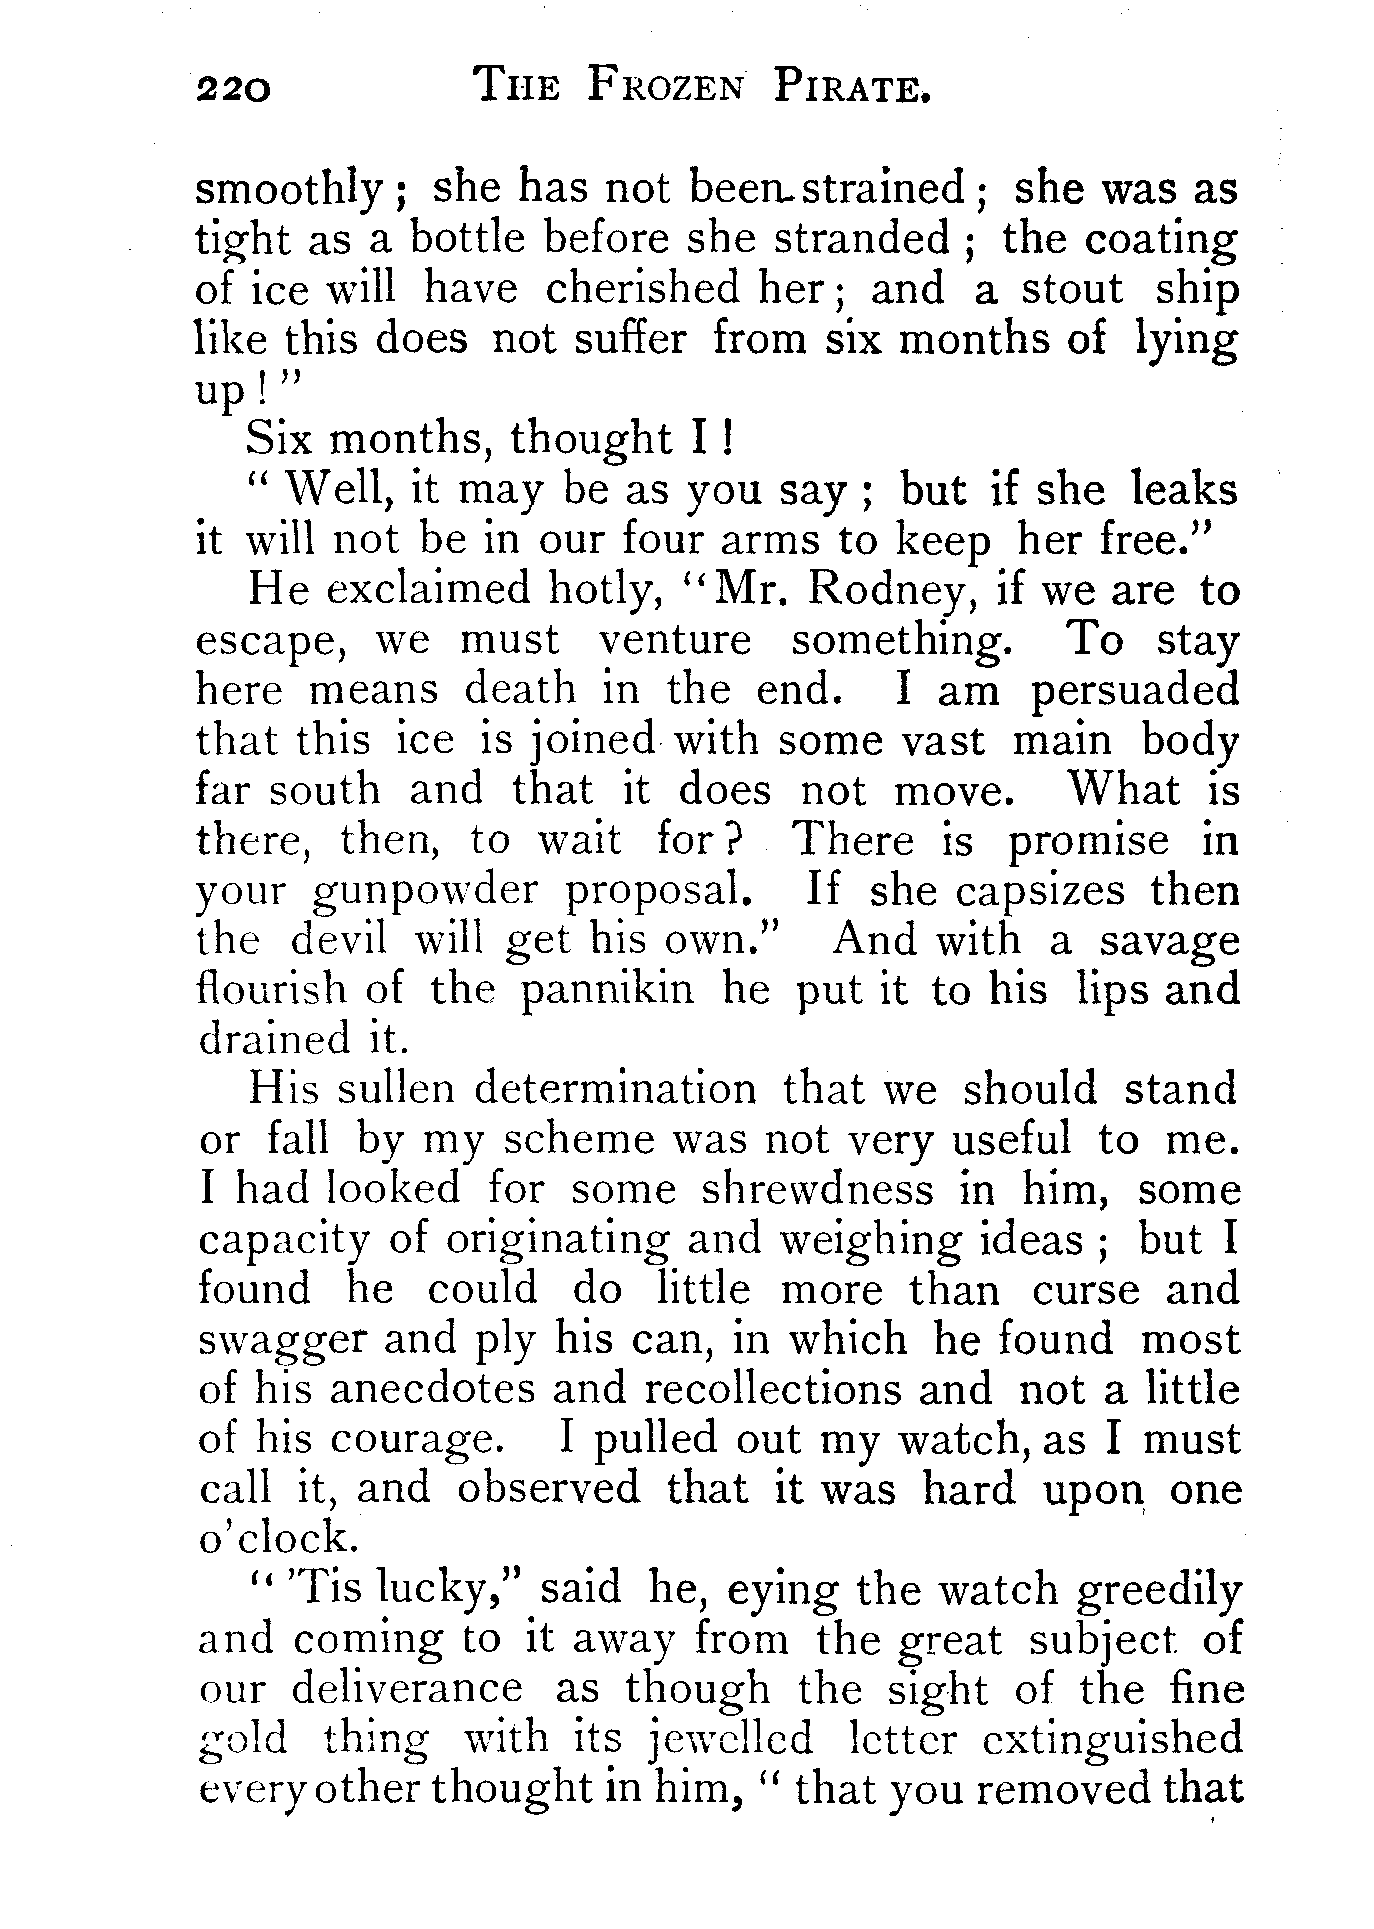 220 THE FROZEN PIRATE.
smoothly ; she has not been strained ; she was as
tight as a bottle before she stranded ; the coating
of ice will have cherished her ; and a stout ship
like this does not suffer from six months of lying
up ! ”
Six months, thought I !
“ Well, it may be as you say ; but if she leaks
it will not be in our four arms to keep her free.”
He exclaimed hotly, “ Mr. Rodney, if we are to
escape, we must venture something. To stay
here means death in the end. I am persuaded
that this ice is joined with some vast main body
far south and that it does not move. What is
there, then, to wait for ? There is promise in
your gunpowder proposal. If she capsizes then
the devil will get his own.” And with a savage
flourish of the pannikin he put it to his lips and
drained it.
His sullen determination that we should stand
or fall by my scheme was not very useful to me.
I had looked for some shrewdness in him, some
capacity of originating and weighing ideas ; but I
found he could do little more than curse and
swagger and ply his can, in which he found most
of his anecdotes and recollections and not a little
of his courage. I pulled out my watch, as I must
call it, and observed that it was hard upon one
o'clock.
“ 'Tis lucky,” said he, eying the watch greedily
and coming to it away from the great subject of
our deliverance as though the sight of the fine
gold thing with its jewelled letter extinguished
every other thought in him, “ that you removed that